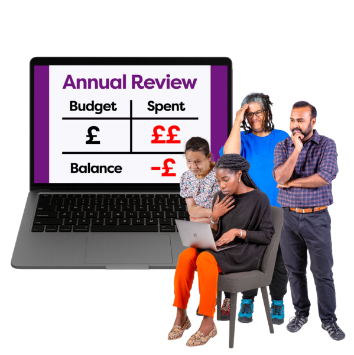 Annual Review
Budget Spent
£ ££
Balance -£